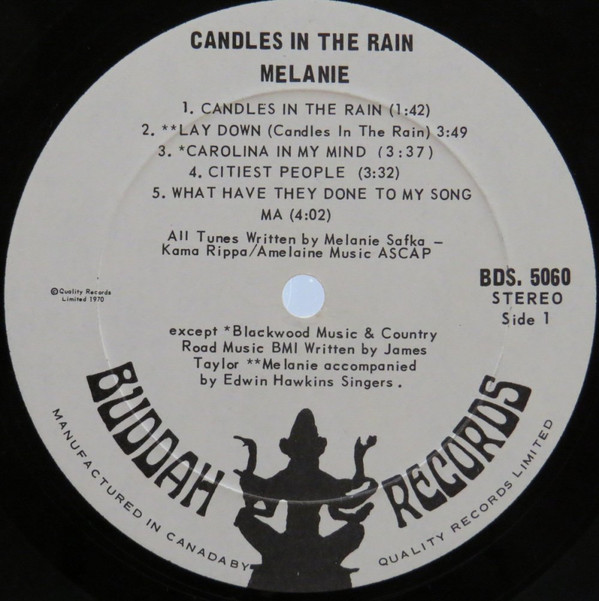 CANDLES IN THE RAIN
MELANIE
1. CANDLES IN THE RAIN (1:42)
2. **LAY DOWN (Candles In The Rain) 3:49
3. *CAROLINA IN MY MIND (3:37)
4. CITIEST PEOPLE (3:32)
5. WHAT HAVE THEY DONE TO MY SONG
MA (4:02)
All Tunes Written by Melanie Safka –
Kama Rippa/Amelaine Music ASCAP
©Quality Records
Limited 1970
BDS. 5060
STEREO
Side 1
except *Blackwood Music & Country
Road Music BMI Written by James
Taylor **Melanie accompanied
by Edwin Hawkins Singers.
BUDDAH RECORDS
MANUFACTURED IN CANADA BY QUALITY RECORDS LIMITED